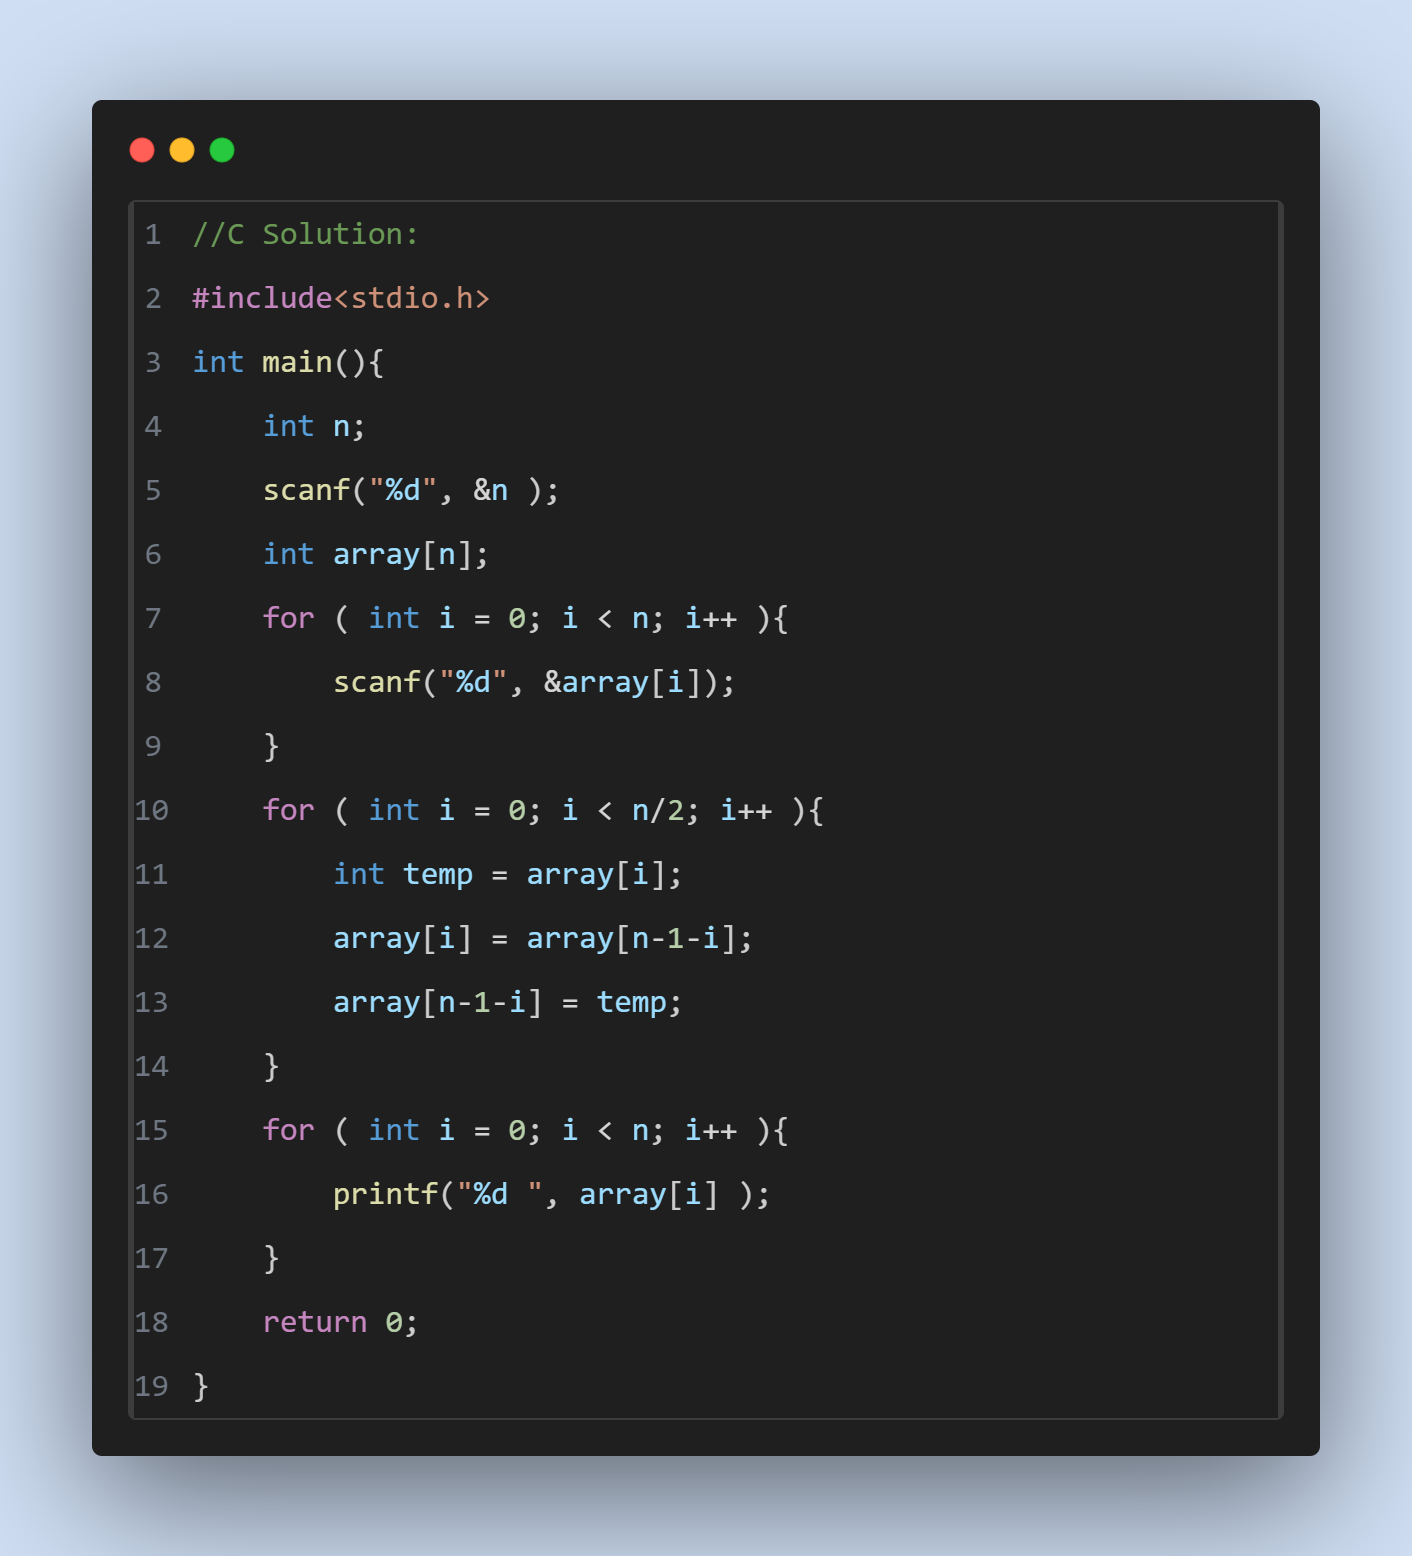 1 //C Solution:
2 #include<stdio.h>
3 int main(){
4     int n;
5     scanf("%d", &n );
6     int array[n];
7     for ( int i = 0; i < n; i++ ){
8         scanf("%d", &array[i]);
9     }
10     for ( int i = 0; i < n/2; i++ ){
11         int temp = array[i];
12         array[i] = array[n-1-i];
13         array[n-1-i] = temp;
14     }
15     for ( int i = 0; i < n; i++ ){
16         printf("%d ", array[i] );
17     }
18     return 0;
19 }